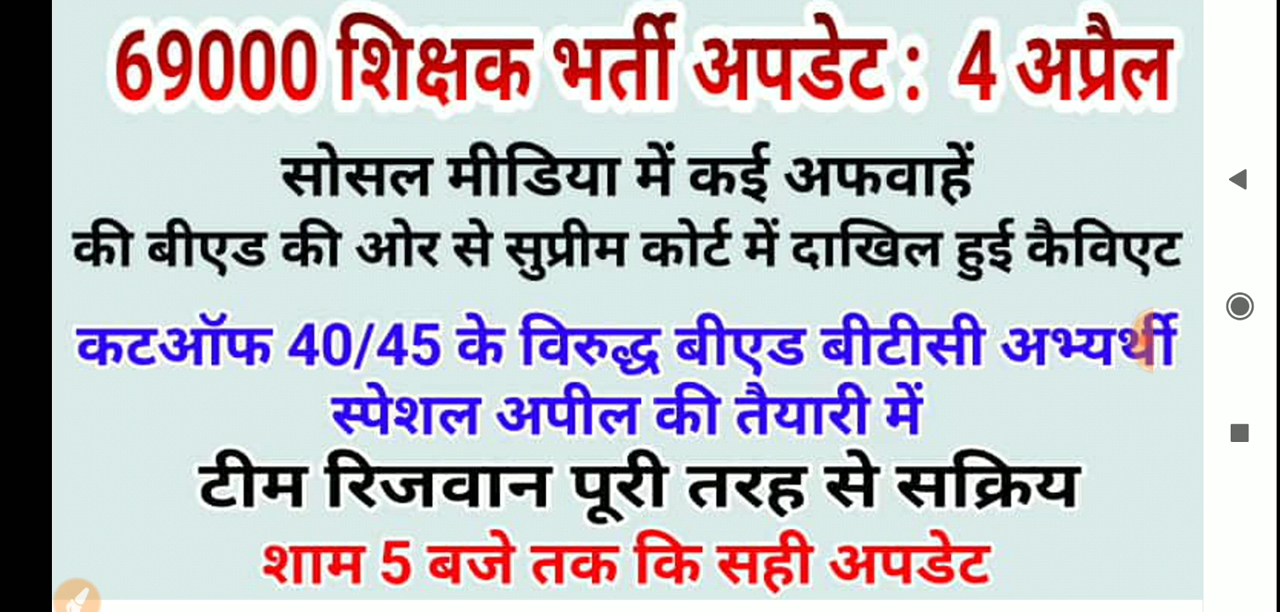 69000 शिक्षक भर्ती अपडेट : 4 अप्रैल
सोसल मीडिया में कई अफवाहें
की बीएड की ओर से सुप्रीम कोर्ट में दाखिल हुई कैविएट
कटऑफ 40/45 के विरुद्ध बीएड बीटीसी अभ्यर्थी
स्पेशल अपील की तैयारी में
टीम रिजवान पूरी तरह से सक्रिय
शाम 5 बजे तक कि सही अपडेट